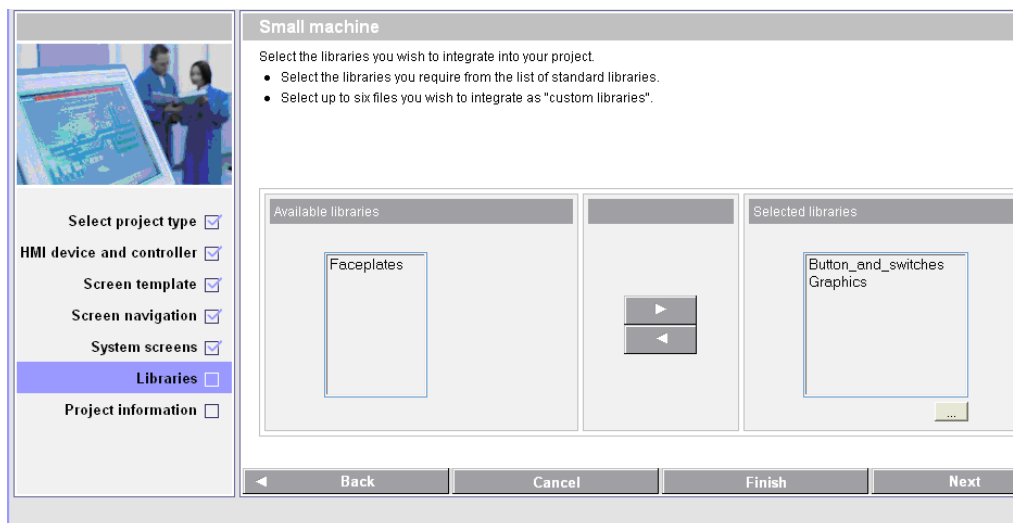 Small machine
Select the libraries you wish to integrate into your project.
● Select the libraries you require from the list of standard libraries.
● Select up to six files you wish to integrate as "custom libraries".
Select project type
HMI device and controller
Screen template
Screen navigation
System screens
Libraries
Project information
Available libraries
Faceplates
Selected libraries
Button_and_switches
Graphics
...
Back
Cancel
Finish
Next